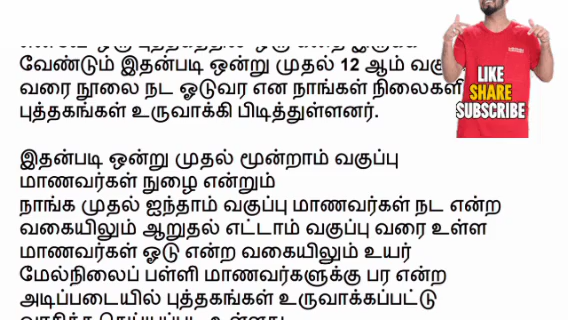 வேண்டும் இதன்படி ஒன்று முதல் 12 ஆம்
வரை நூலை நட ஓடுவர என நாங்கள்
புத்தகங்கள் உருவாக்கி பிடித்துள்ளனர்.
இதன்படி ஒன்று முதல் மூன்றாம் வகுப்பு
மாணவர்கள் நுழை என்றும்
நாங்க முதல் ஐந்தாம் வகுப்பு மாணவர்கள் நட என்ற
வகையிலும் ஆறுதல் எட்டாம் வகுப்பு வரை உள்ள
மாணவர்கள் ஓடு என்ற வகையிலும் உயர்
மேல்நிலைப் பள்ளி மாணவர்களுக்கு பர என்ற
அடிப்படையில் புத்தகங்கள் உருவாக்கப்பட்டு
LIKE
SHARE
SUBSCRIBE